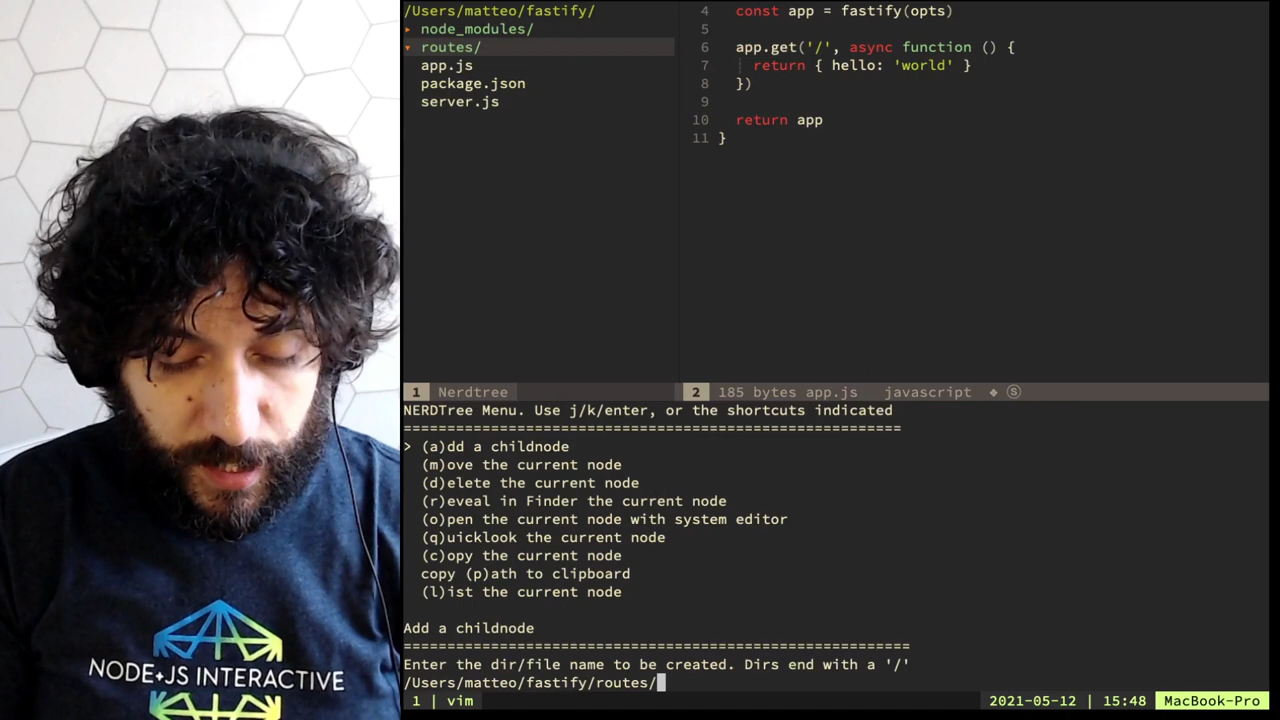 /Users/matteo/fastify/
▸ node_modules/
▾ routes/
app.js
package.json
server.js
4 const app = fastify(opts)
5
6 app.get('/', async function () {
7 return { hello: 'world' }
8 })
9
10 return app
11 }
1 Nerdtree
2 185 bytes app.js javascript ❖ Ⓢ
NERDTree Menu. Use j/k/enter, or the shortcuts indicated
=========================================================
> (a)dd a childnode
(m)ove the current node
(d)elete the current node
(r)eveal in Finder the current node
(o)pen the current node with system editor
(q)uicklook the current node
(c)opy the current node
copy (p)ath to clipboard
(l)ist the current node
Add a childnode
==========================================================
Enter the dir/file name to be created. Dirs end with a '/'
/Users/matteo/fastify/routes/
1 | vim
2021-05-12 | 15:48 MacBook-Pro
NODE+JS INTERACTIVE